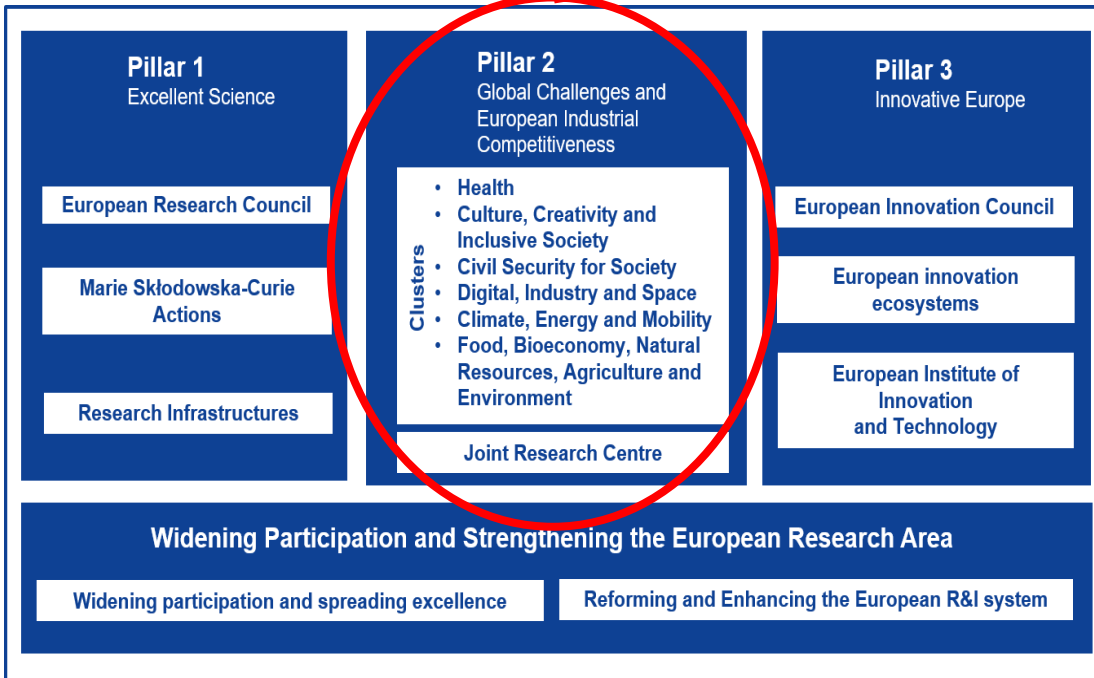 Pillar 1
Excellent Science
European Research Council
Marie Skłodowska-Curie
Actions
Research Infrastructures
Pillar 2
Global Challenges and
European Industrial
Competitiveness
Clusters
• Health
• Culture, Creativity and
Inclusive Society
• Civil Security for Society
• Digital, Industry and Space
• Climate, Energy and Mobility
• Food, Bioeconomy, Natural
Resources, Agriculture and
Environment
Joint Research Centre
Pillar 3
Innovative Europe
European Innovation Council
European innovation
ecosystems
European Institute of
Innovation
and Technology
Widening Participation and Strengthening the European Research Area
Widening participation and spreading excellence
Reforming and Enhancing the European R&I system